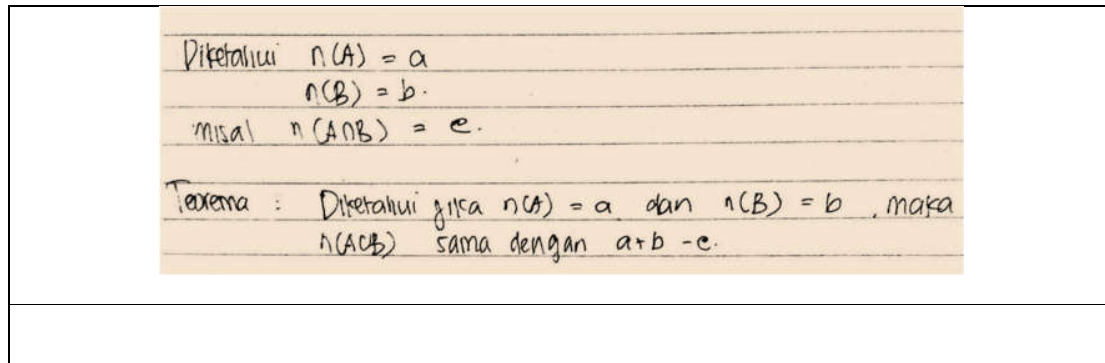 Diketahui n(A) = a
n(B) = b.
misal n(A∩B) = e.
Teorema : Diketahui jika n(A) = a dan n(B) = b, maka
n(A∪B) sama dengan a+b -e.